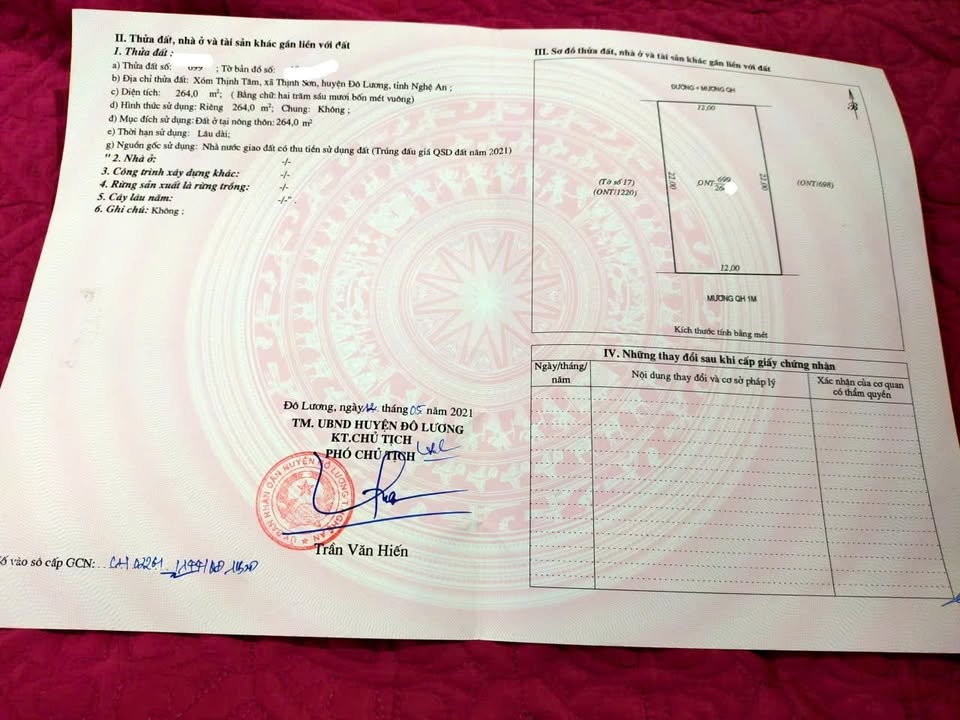 II. Thửa đất, nhà ở và tài sản khác gắn liền với đất
1. Thửa đất :
a) Thửa đất số: 699 ; Tờ bản đồ số: ;
b) Địa chỉ thửa đất: Xóm Thịnh Tâm, xã Thịnh Sơn, huyện Đô Lương, tỉnh Nghệ An ;
c) Diện tích: 264,0 m²; ( Bằng chữ: hai trăm sáu mươi bốn mét vuông)
d) Hình thức sử dụng: Riêng 264,0 m²; Chung: Không ;
đ) Mục đích sử dụng: Đất ở tại nông thôn: 264,0 m²
e) Thời hạn sử dụng: Lâu dài;
g) Nguồn gốc sử dụng: Nhà nước giao đất có thu tiền sử dụng đất (Trúng đấu giá QSD đất năm 2021)
"2. Nhà ở: -/-
3. Công trình xây dựng khác: -/-
4. Rừng sản xuất là rừng trồng: -/-
5. Cây lâu năm: -/-" .
6. Ghi chú: Không ;
Đô Lương, ngày tháng 05 năm 2021
TM. UBND HUYỆN ĐÔ LƯƠNG
KT.CHỦ TỊCH
PHÓ CHỦ TỊCH
ỦY BAN NHÂN DÂN HUYỆN ĐÔ LƯƠNG T.NGHỆ AN
Trần Văn Hiến
Số vào sổ cấp GCN:
III. Sơ đồ thửa đất, nhà ở và tài sản khác gắn liền với đất
ĐƯỜNG + MƯƠNG QH
12,00
(Tờ số 17)
(ONT/1220)
22,00
ONT 699
26
22,00
(ONT/698)
12,00
MƯƠNG QH 1M
Kích thước tính bằng mét
IV. Những thay đổi sau khi cấp giấy chứng nhận
Ngày/tháng/
năm
Nội dung thay đổi và cơ sở pháp lý
Xác nhận của cơ quan
có thẩm quyền